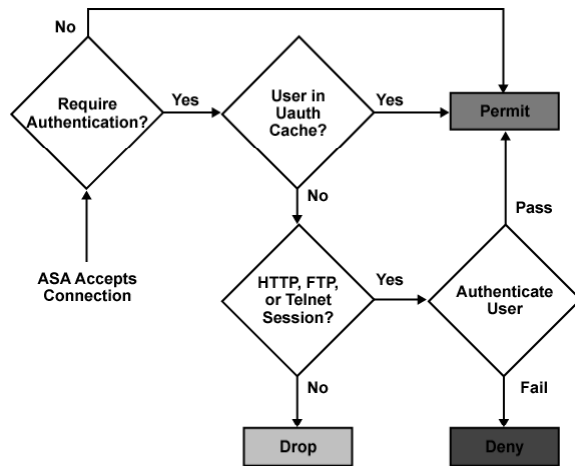 No
Require
Authentication?
Yes
User in
Uauth
Cache?
Yes
Permit
No
Pass
ASA Accepts
Connection
HTTP, FTP,
or Telnet
Session?
Yes
Authenticate
User
No
Fail
Drop
Deny